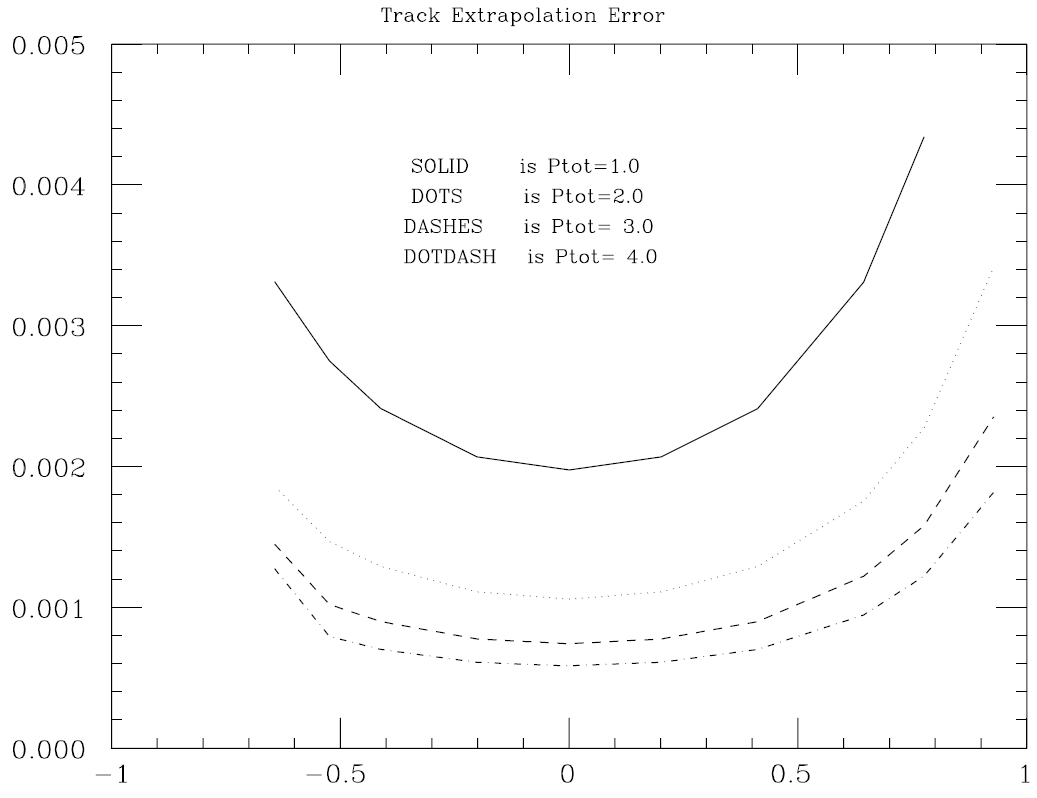 Track Extrapolation Error
0.005
0.004
0.003
0.002
0.001
0.000
SOLID is Ptot=1.0
DOTS is Ptot=2.0
DASHES is Ptot= 3.0
DOTDASH is Ptot= 4.0
−1 −0.5 0 0.5 1